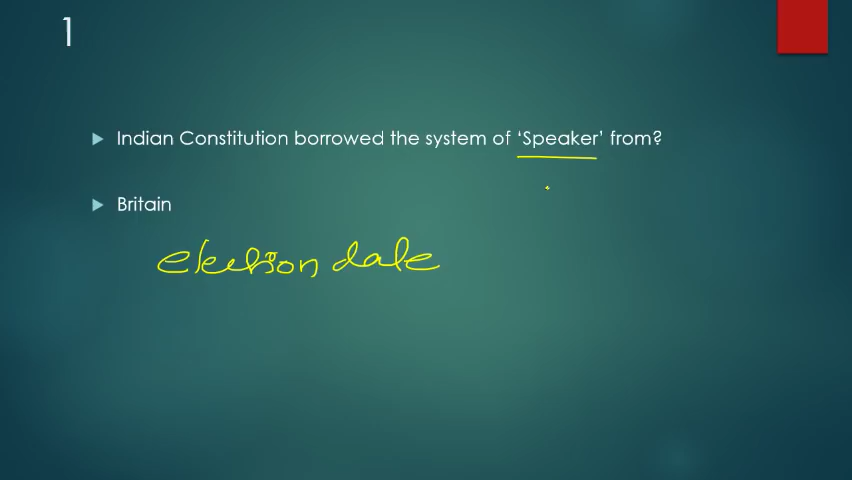 1
Indian Constitution borrowed the system of ‘Speaker’ from?
Britain
election date